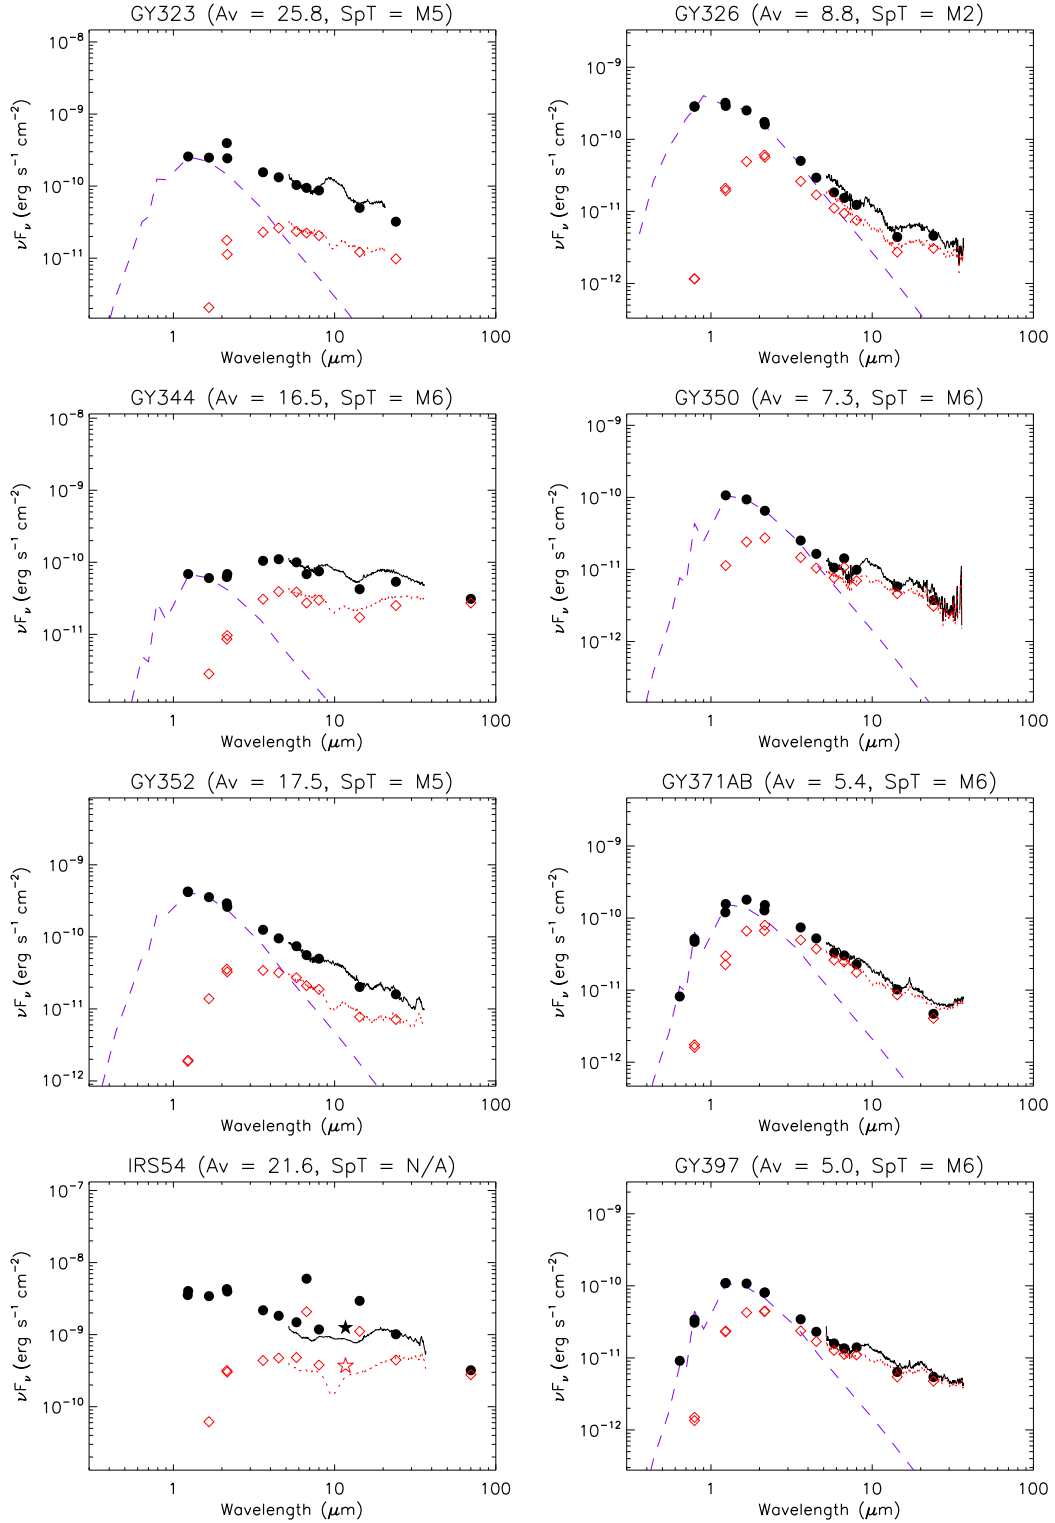 GY323 (Av = 25.8, SpT = M5)
10⁻⁸
10⁻⁹
10⁻¹⁰
10⁻¹¹
νFν (erg s⁻¹ cm⁻²)
1 10 100
Wavelength (μm)
GY326 (Av = 8.8, SpT = M2)
10⁻⁹
10⁻¹⁰
10⁻¹¹
10⁻¹²
νFν (erg s⁻¹ cm⁻²)
1 10 100
Wavelength (μm)
GY344 (Av = 16.5, SpT = M6)
10⁻⁸
10⁻⁹
10⁻¹⁰
10⁻¹¹
νFν (erg s⁻¹ cm⁻²)
1 10 100
Wavelength (μm)
GY350 (Av = 7.3, SpT = M6)
10⁻⁹
10⁻¹⁰
10⁻¹¹
10⁻¹²
νFν (erg s⁻¹ cm⁻²)
1 10 100
Wavelength (μm)
GY352 (Av = 17.5, SpT = M5)
10⁻⁹
10⁻¹⁰
10⁻¹¹
10⁻¹²
νFν (erg s⁻¹ cm⁻²)
1 10 100
Wavelength (μm)
GY371AB (Av = 5.4, SpT = M6)
10⁻⁹
10⁻¹⁰
10⁻¹¹
10⁻¹²
νFν (erg s⁻¹ cm⁻²)
1 10 100
Wavelength (μm)
IRS54 (Av = 21.6, SpT = N/A)
10⁻⁷
10⁻⁸
10⁻⁹
10⁻¹⁰
νFν (erg s⁻¹ cm⁻²)
1 10 100
Wavelength (μm)
GY397 (Av = 5.0, SpT = M6)
10⁻⁹
10⁻¹⁰
10⁻¹¹
10⁻¹²
νFν (erg s⁻¹ cm⁻²)
1 10 100
Wavelength (μm)